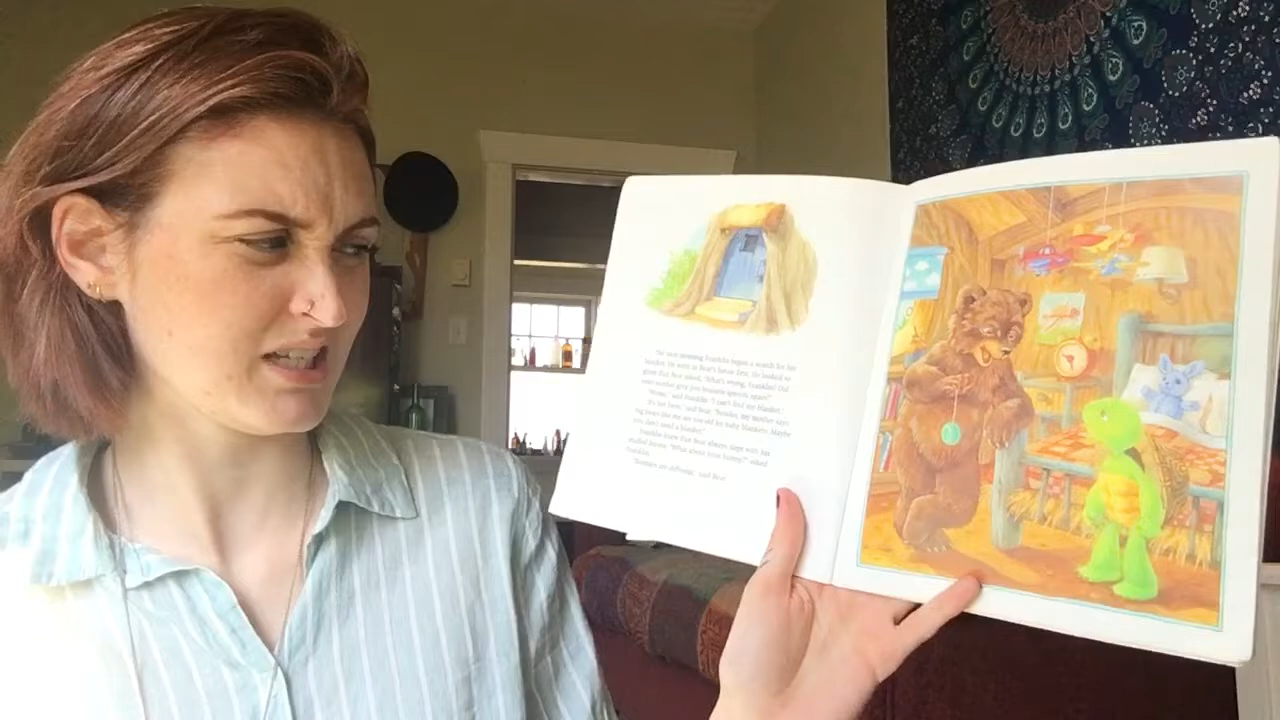 The next morning Franklin began a search for his
blanket. He went to Bear's house first. He looked so
glum that Bear asked, "What's wrong, Franklin? Did
your mother give you brussels sprouts again?"
"Worse," said Franklin. "I can't find my blanket."
"It's not here," said Bear. "Besides, my mother says
big bears like me are too old for baby blankets. Maybe
you don't need a blanket."
Franklin knew that Bear always slept with his
stuffed bunny. "What about your bunny?" asked
Franklin.
"Bunnies are different," said Bear.